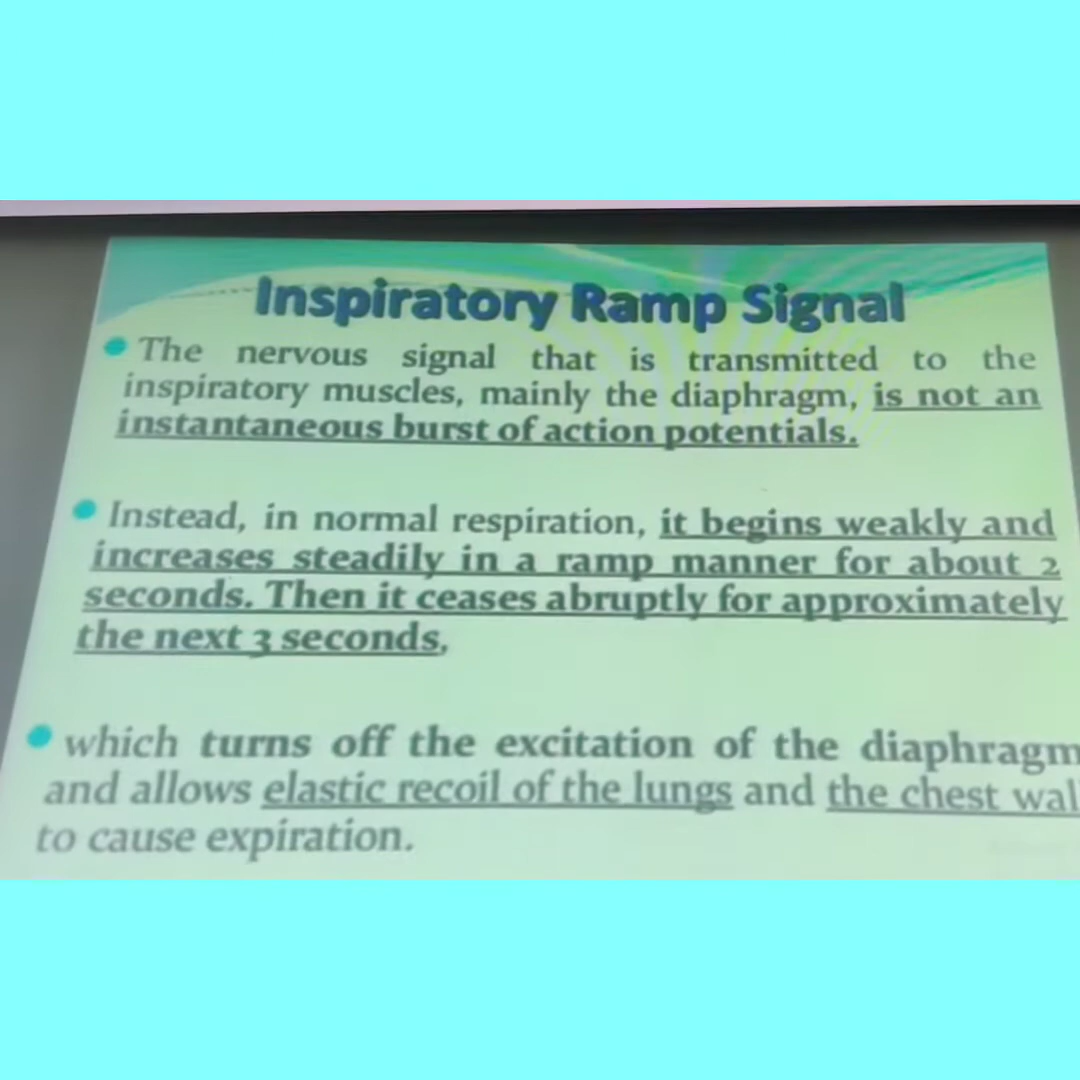 Inspiratory Ramp Signal
• The nervous signal that is transmitted to the
inspiratory muscles, mainly the diaphragm, is not an
instantaneous burst of action potentials.
• Instead, in normal respiration, it begins weakly and
increases steadily in a ramp manner for about 2
seconds. Then it ceases abruptly for approximately
the next 3 seconds,
• which turns off the excitation of the diaphragm
and allows elastic recoil of the lungs and the chest wall
to cause expiration.